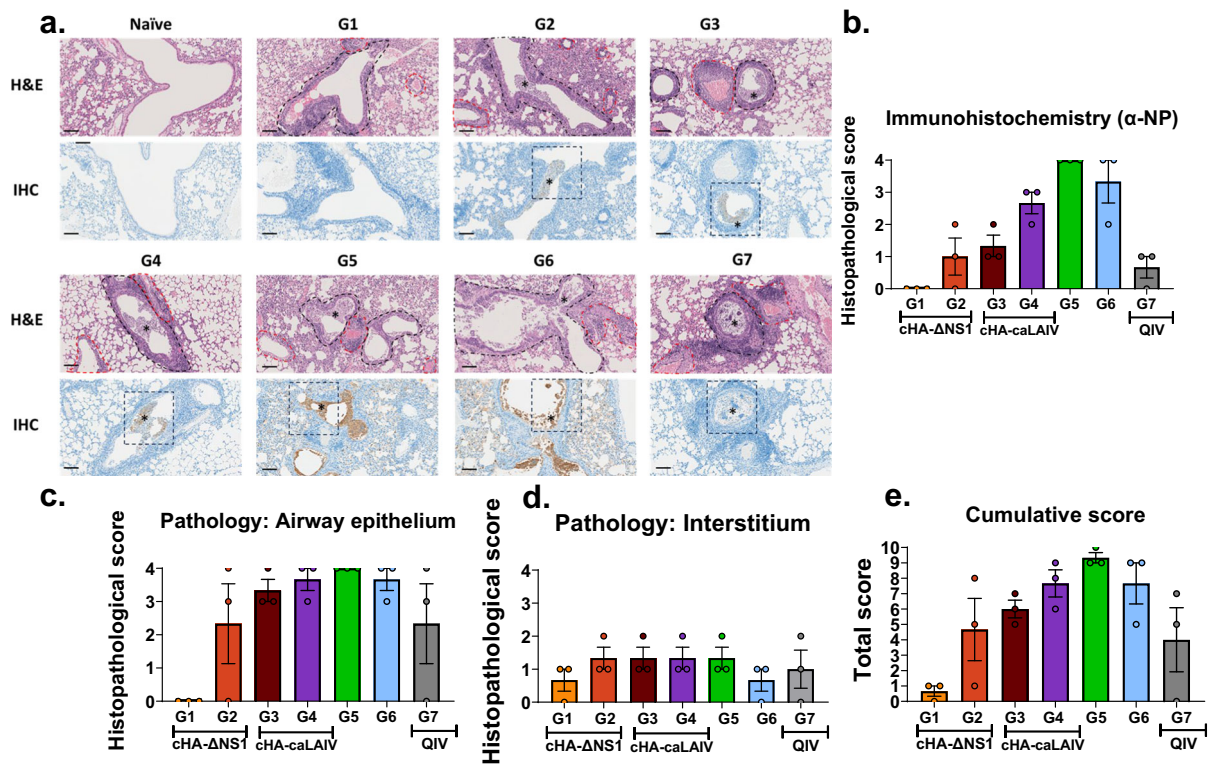 a.
Naïve G1 G2 G3
H&E
* *
IHC
* *
G4 G5 G6 G7
H&E
* * *
IHC
* * * *
b.
Immunohistochemistry (α-NP)
Histopathological score
4
3
2
1
0
G1 G2 G3 G4 G5 G6 G7
cHA-ΔNS1 cHA-caLAIV QIV
c.
Pathology: Airway epithelium
Histopathological score
4
3
2
1
0
G1 G2 G3 G4 G5 G6 G7
cHA-ΔNS1 cHA-caLAIV QIV
d.
Pathology: Interstitium
Histopathological score
4
3
2
1
0
G1 G2 G3 G4 G5 G6 G7
cHA-ΔNS1 cHA-caLAIV QIV
e.
Cumulative score
Total score
10
9
8
7
6
5
4
3
2
1
0
G1 G2 G3 G4 G5 G6 G7
cHA-ΔNS1 cHA-caLAIV QIV